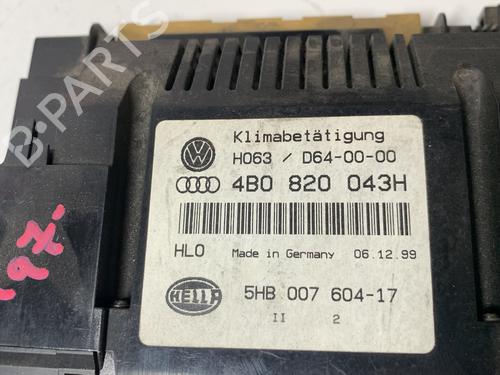 B-PARTS
Klimabetätigung
H063 / D64-00-00
4B0 820 043H
HLO Made in Germany 06.12.99
HELLA 5HB 007 604-17
II 2